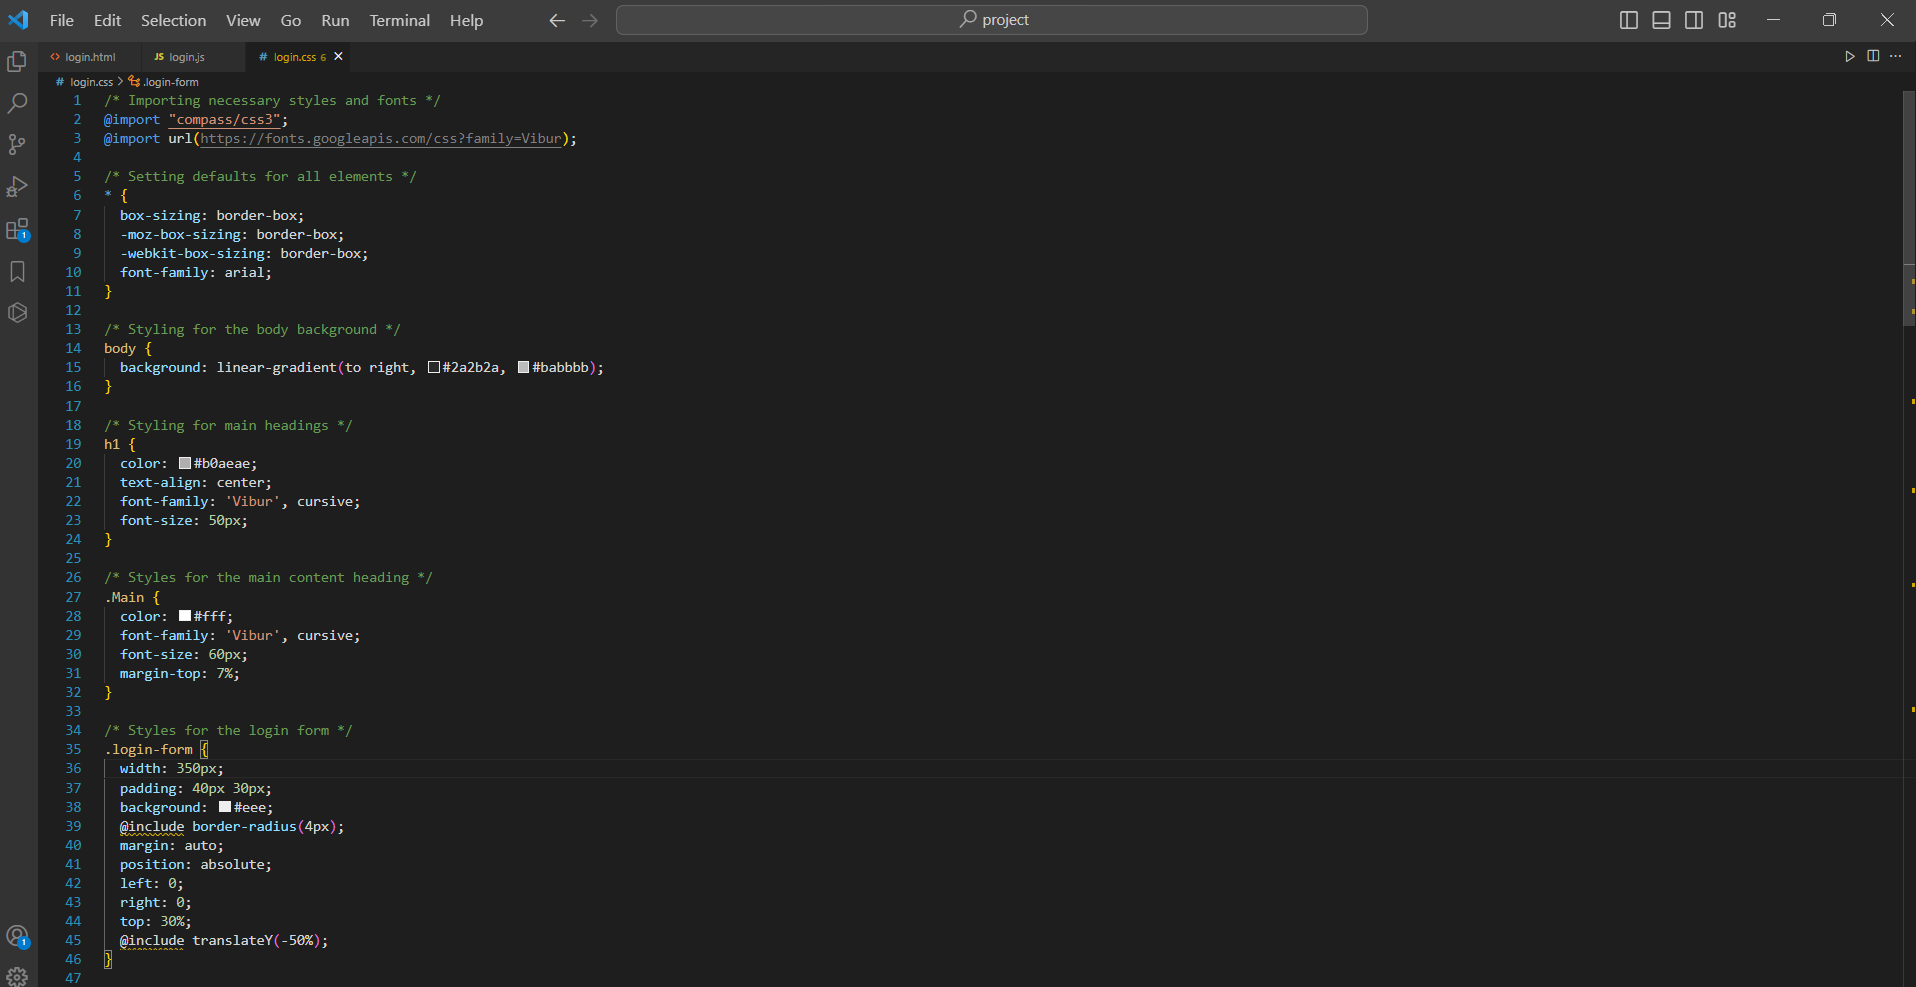 File Edit Selection View Go Run Terminal Help project
login.html JS login.js # login.css 6
# login.css > .login-form
1 /* Importing necessary styles and fonts */
2 @import "compass/css3";
3 @import url(https://fonts.googleapis.com/css?family=Vibur);
4
5 /* Setting defaults for all elements */
6 * {
7 box-sizing: border-box;
8 -moz-box-sizing: border-box;
9 -webkit-box-sizing: border-box;
10 font-family: arial;
11 }
12
13 /* Styling for the body background */
14 body {
15 background: linear-gradient(to right, #2a2b2a, #babbbb);
16 }
17
18 /* Styling for main headings */
19 h1 {
20 color: #b0aeae;
21 text-align: center;
22 font-family: 'Vibur', cursive;
23 font-size: 50px;
24 }
25
26 /* Styles for the main content heading */
27 .Main {
28 color: #fff;
29 font-family: 'Vibur', cursive;
30 font-size: 60px;
31 margin-top: 7%;
32 }
33
34 /* Styles for the login form */
35 .login-form {
36 width: 350px;
37 padding: 40px 30px;
38 background: #eee;
39 @include border-radius(4px);
40 margin: auto;
41 position: absolute;
42 left: 0;
43 right: 0;
44 top: 30%;
45 @include translateY(-50%);
46 }
47
1
1